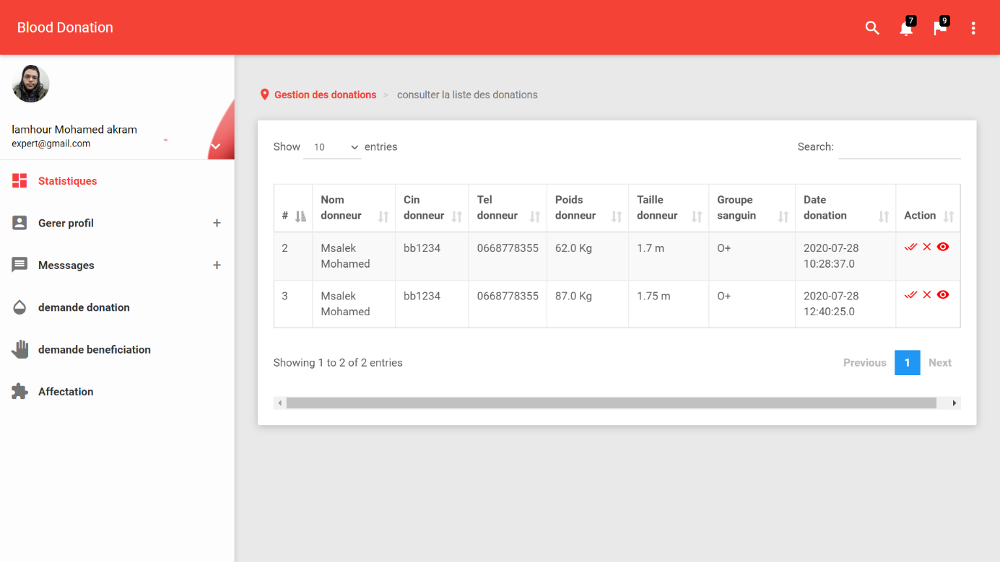 Blood Donation
7
9
lamhour Mohamed akram
expert@gmail.com
Statistiques
Gerer profil +
Messsages +
demande donation
demande beneficiation
Affectation
Gestion des donations > consulter la liste des donations
Show 10 entries
Search:
# Nom donneur Cin donneur Tel donneur Poids donneur Taille donneur Groupe sanguin Date donation Action
2 Msalek Mohamed bb1234 0668778355 62.0 Kg 1.7 m O+ 2020-07-28 10:28:37.0
3 Msalek Mohamed bb1234 0668778355 87.0 Kg 1.75 m O+ 2020-07-28 12:40:25.0
Showing 1 to 2 of 2 entries
Previous 1 Next